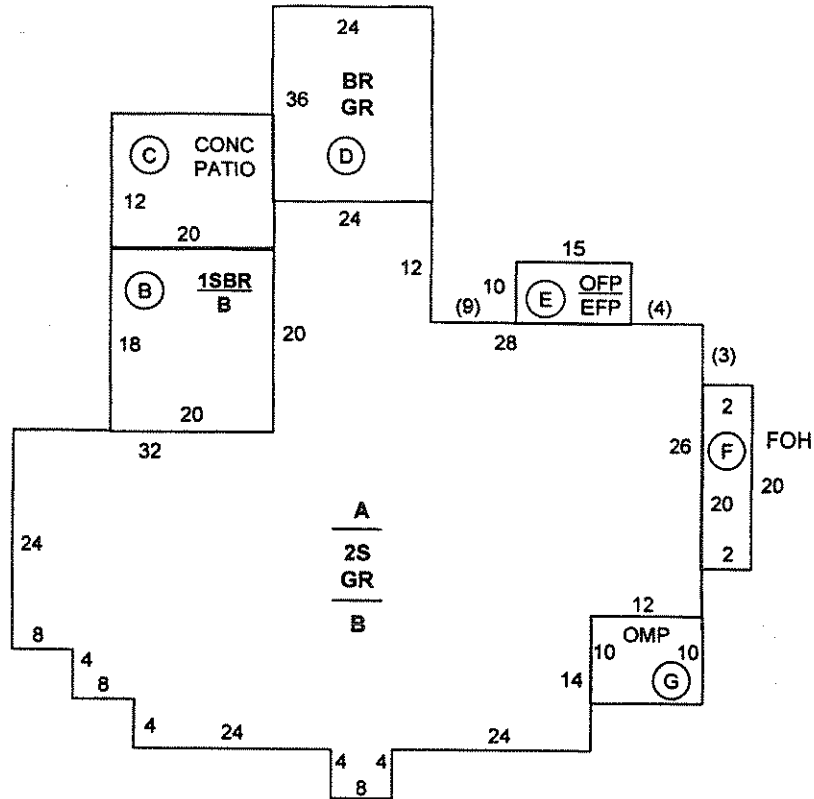 24
BR
GR
36
D
C
CONC
PATIO
12
20
24
12
B
1SBR
B
18
20
20
15
10
E
OFP
EFP
(9)
(4)
28
(3)
32
2
26
F
FOH
20
20
2
24
A
2S
GR
B
12
OMP
10
10
14
G
8
4
8
4
24
24
4
4
8